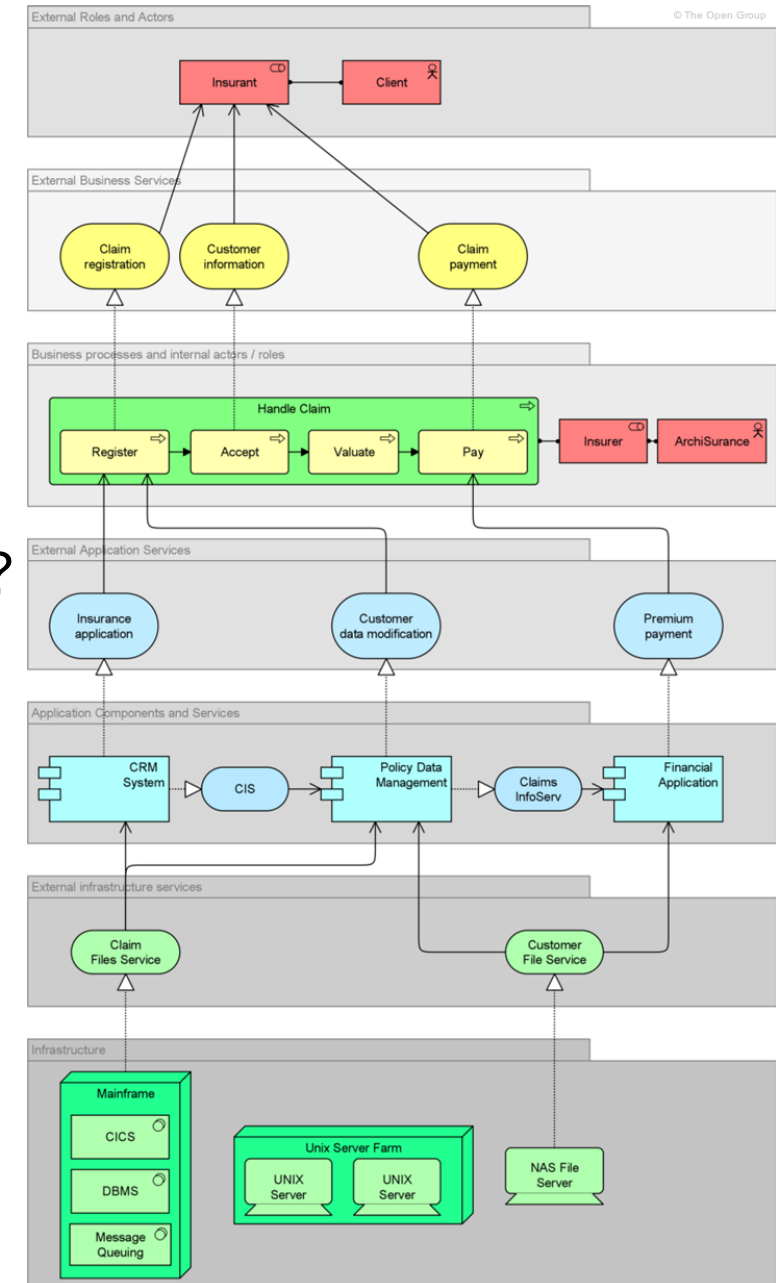 External Roles and Actors
© The Open Group
Insurant
Client
External Business Services
Claim
registration
Customer
information
Claim
payment
Business processes and internal actors / roles
Handle Claim
Register
Accept
Valuate
Pay
Insurer
ArchiSurance
?
External Application Services
Insurance
application
Customer
data modification
Premium
payment
Application Components and Services
CRM
System
CIS
Policy Data
Management
Claims
InfoServ
Financial
Application
External infrastructure services
Claim
Files Service
Customer
File Service
Infrastructure
Mainframe
CICS
DBMS
Message
Queuing
Unix Server Farm
UNIX
Server
UNIX
Server
NAS File
Server